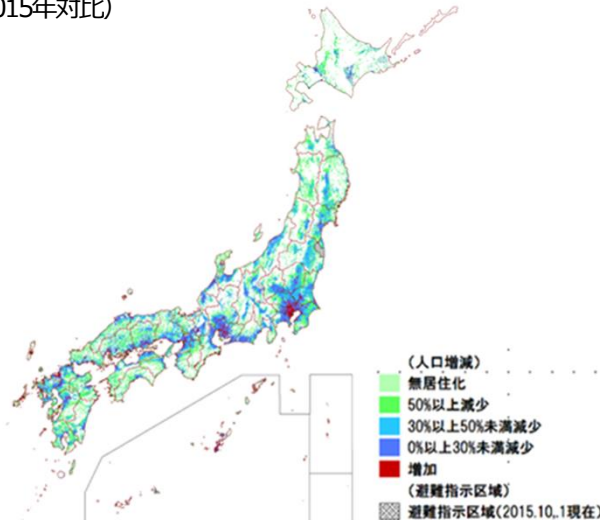 015年対比)
(人口増減)
無居住化
50%以上減少
30%以上50%未満減少
0%以上30%未満減少
増加
(避難指示区域)
避難指示区域(2015.10.1現在)